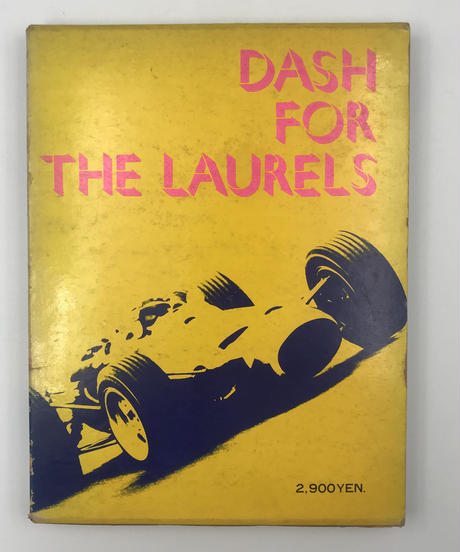 DASH
FOR
THE LAURELS
2,900YEN.